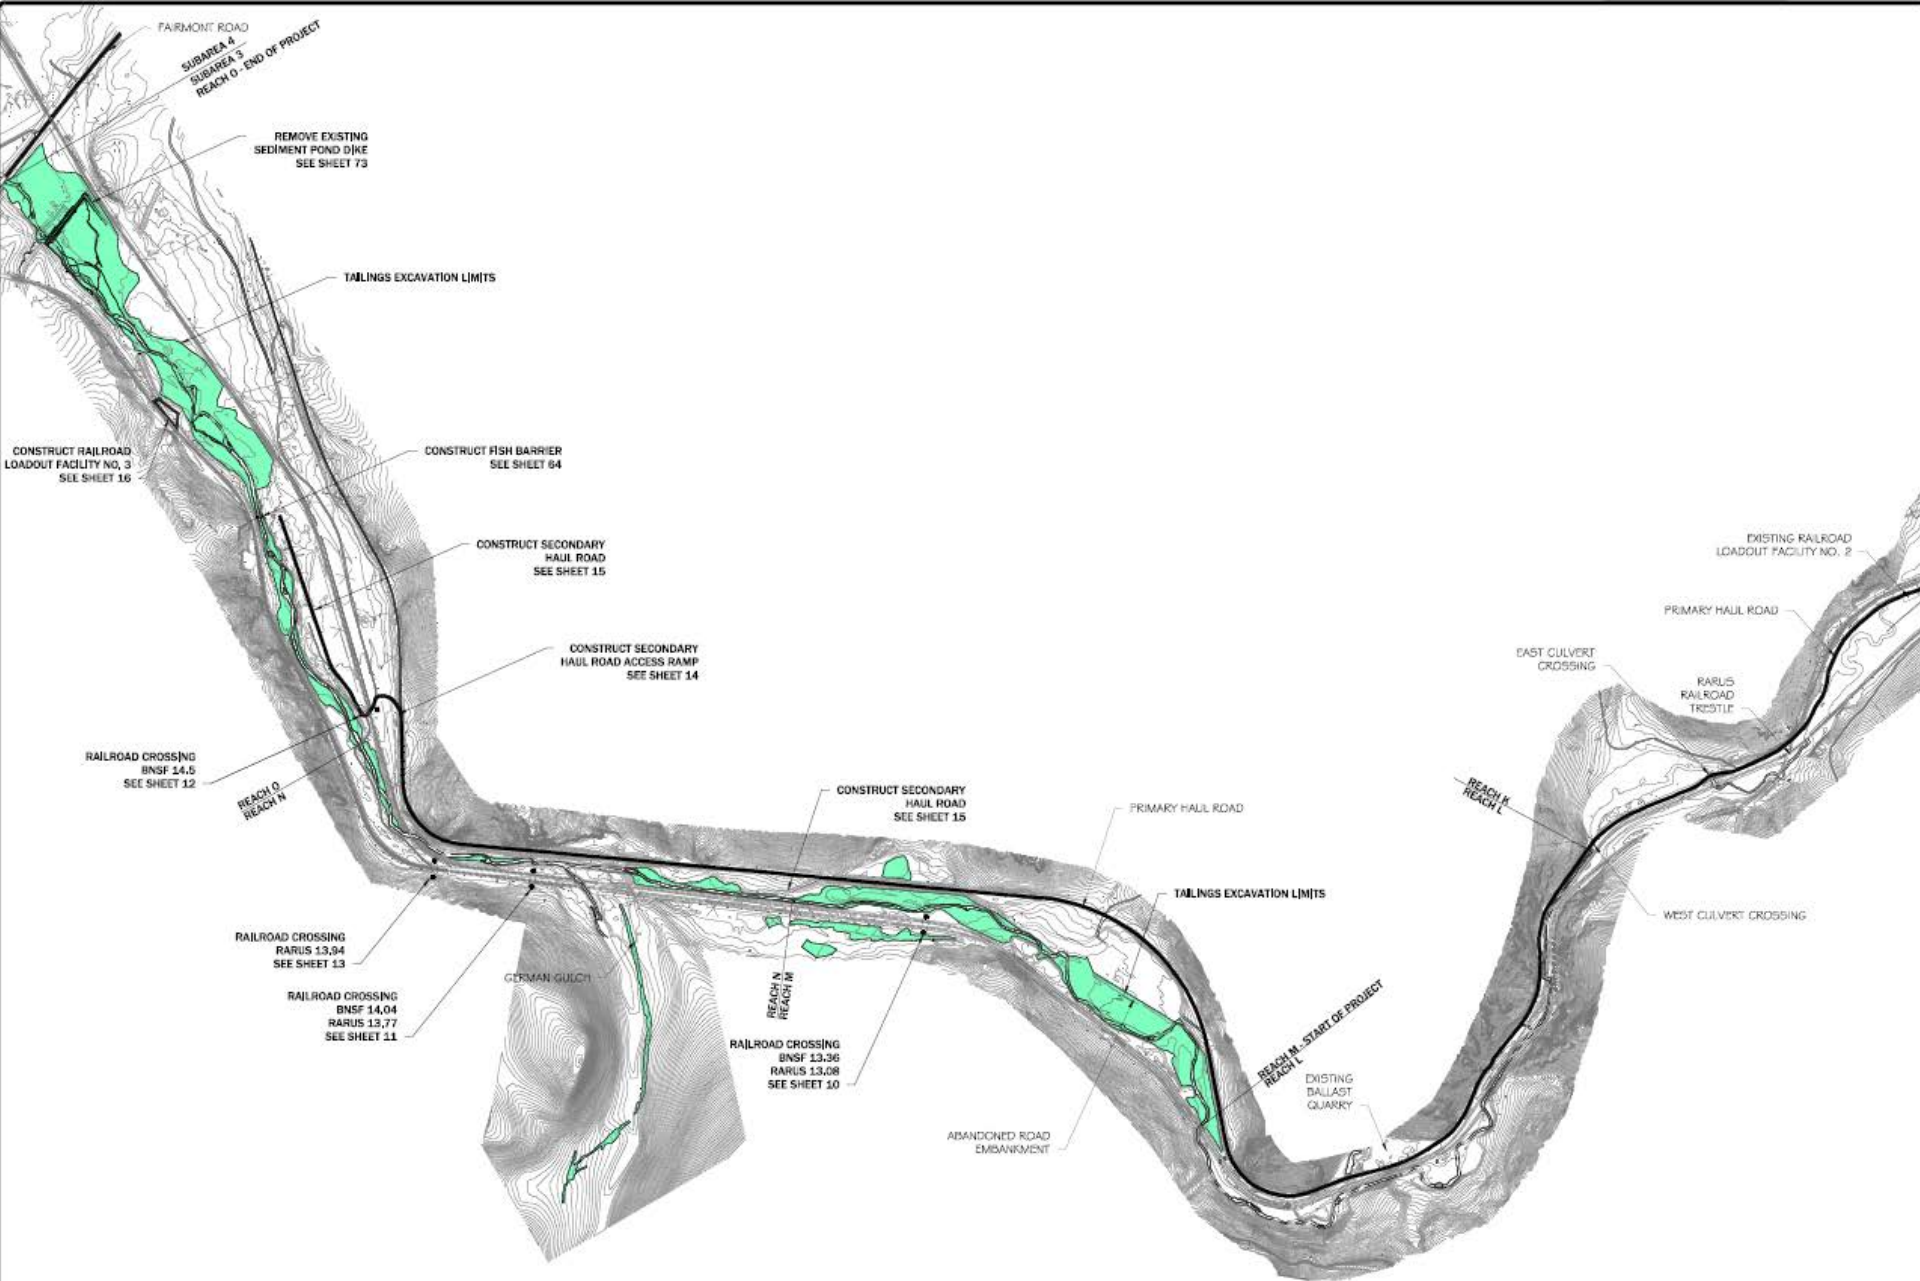 FAIRMONT ROAD
SUBAREA 4
SUBAREA 3
REACH O - END OF PROJECT
REMOVE EXISTING
SEDIMENT POND DIKE
SEE SHEET 73
TAILINGS EXCAVATION LIMITS
CONSTRUCT RAILROAD
LOADOUT FACILITY NO. 3
SEE SHEET 16
CONSTRUCT FISH BARRIER
SEE SHEET 64
CONSTRUCT SECONDARY
HAUL ROAD
SEE SHEET 15
CONSTRUCT SECONDARY
HAUL ROAD ACCESS RAMP
SEE SHEET 14
RAILROAD CROSSING
BNSF 14.5
SEE SHEET 12
REACH O
REACH N
CONSTRUCT SECONDARY
HAUL ROAD
SEE SHEET 15
PRIMARY HAUL ROAD
TAILINGS EXCAVATION LIMITS
RAILROAD CROSSING
RARUS 13.94
SEE SHEET 13
GERMAN GULCH
RAILROAD CROSSING
BNSF 14.04
RARUS 13.77
SEE SHEET 11
REACH N
REACH M
RAILROAD CROSSING
BNSF 13.36
RARUS 13.08
SEE SHEET 10
ABANDONED ROAD
EMBANKMENT
REACH M - START OF PROJECT
REACH L
EXISTING
BALLAST
QUARRY
EXISTING RAILROAD
LOADOUT FACILITY NO. 2
PRIMARY HAUL ROAD
EAST CULVERT
CROSSING
RARUS
RAILROAD
TRESTLE
REACH K
REACH L
WEST CULVERT CROSSING